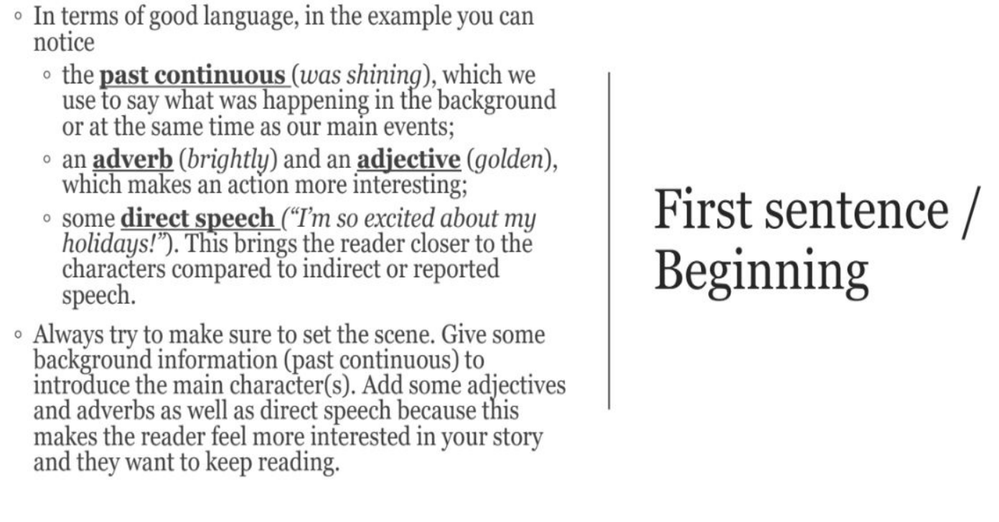 ◦ In terms of good language, in the example you can
notice
◦ the past continuous (was shining), which we
use to say what was happening in the background
or at the same time as our main events;
◦ an adverb (brightly) and an adjective (golden),
which makes an action more interesting;
◦ some direct speech (“I’m so excited about my
holidays!”). This brings the reader closer to the
characters compared to indirect or reported
speech.
◦ Always try to make sure to set the scene. Give some
background information (past continuous) to
introduce the main character(s). Add some adjectives
and adverbs as well as direct speech because this
makes the reader feel more interested in your story
and they want to keep reading.
First sentence /
Beginning